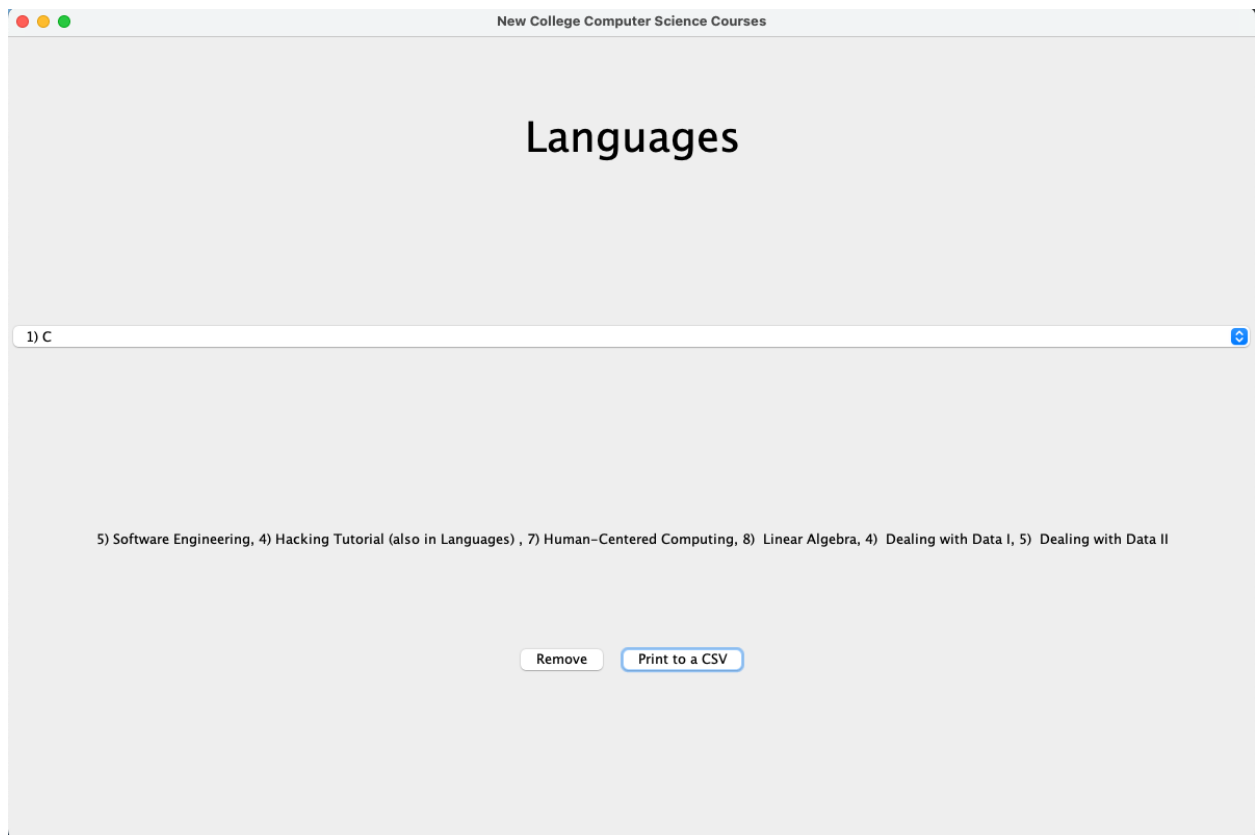 New College Computer Science Courses
Languages
1) C
5) Software Engineering, 4) Hacking Tutorial (also in Languages) , 7) Human-Centered Computing, 8)  Linear Algebra, 4)  Dealing with Data I, 5)  Dealing with Data II
Remove
Print to a CSV